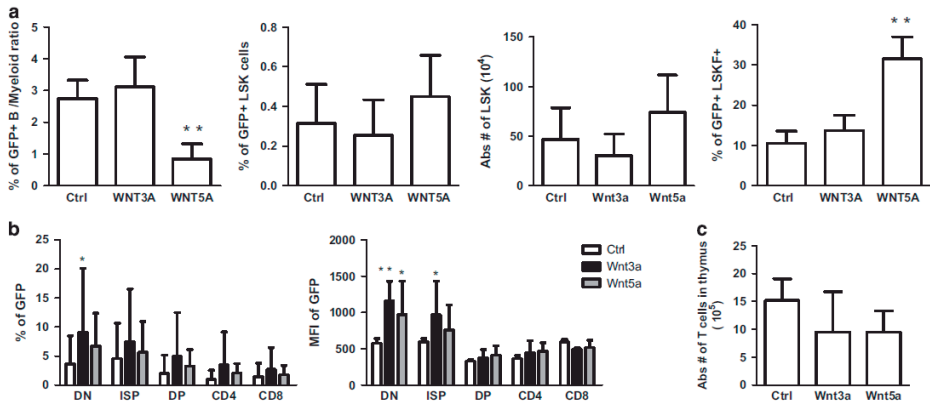 a
% of GFP+ B /Myeloid ratio
5
4
3
2
1
0
* *
Ctrl WNT3A WNT5A
% of GFP+ LSK cells
0.8
0.6
0.4
0.2
0.0
Ctrl WNT3A WNT5A
Abs # of LSK (10⁴)
150
100
50
0
Ctrl Wnt3a Wnt5a
% of GFP+ LSKF+
40
30
20
10
0
* *
Ctrl WNT3A WNT5A
b
% of GFP
25
20
15
10
5
0
*
DN ISP DP CD4 CD8
MFI of GFP
2000
1500
1000
500
0
* * * *
DN ISP DP CD4 CD8
Ctrl
Wnt3a
Wnt5a
c
Abs # of T cells in thymus
( 10⁵)
25
20
15
10
5
0
Ctrl Wnt3a Wnt5a